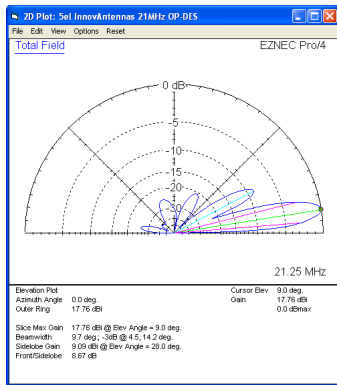 2D Plot: 5el InnovAntennas 21MHz OP-DES
File Edit View Options Reset
Total Field
EZNEC Pro/4
0 dB
-5
-10
-15
-20
-30
21.25 MHz
Elevation Plot
Azimuth Angle 0.0 deg.
Outer Ring 17.76 dBi
Cursor Elev 9.0 deg.
Gain 17.76 dBi
0.0 dBmax
Slice Max Gain 17.76 dBi @ Elev Angle = 9.0 deg.
Beamwidth 9.7 deg.; -3dB @ 4.5, 14.2 deg.
Sidelobe Gain 9.09 dBi @ Elev Angle = 28.0 deg.
Front/Sidelobe 8.67 dB